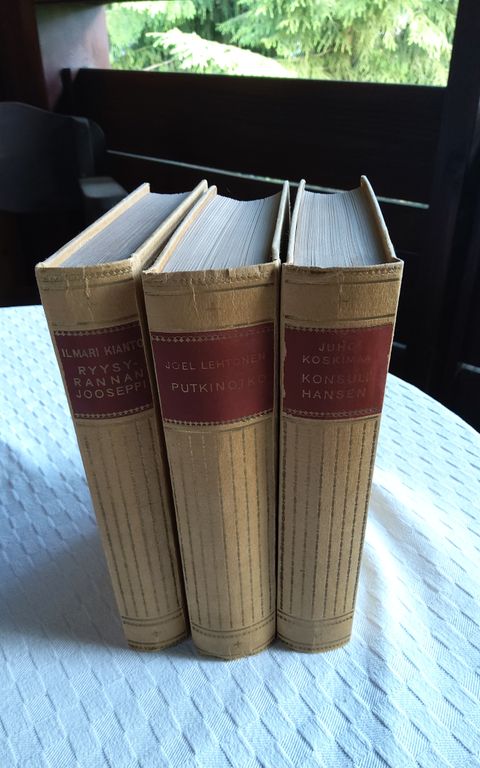 ILMARI KIANTO
RYYSY-
RANNAN
JOOSEPPI
JOEL LEHTONEN
PUTKINOTKO
JUHO
KOSKIMAA
KONSULI
HANSEN